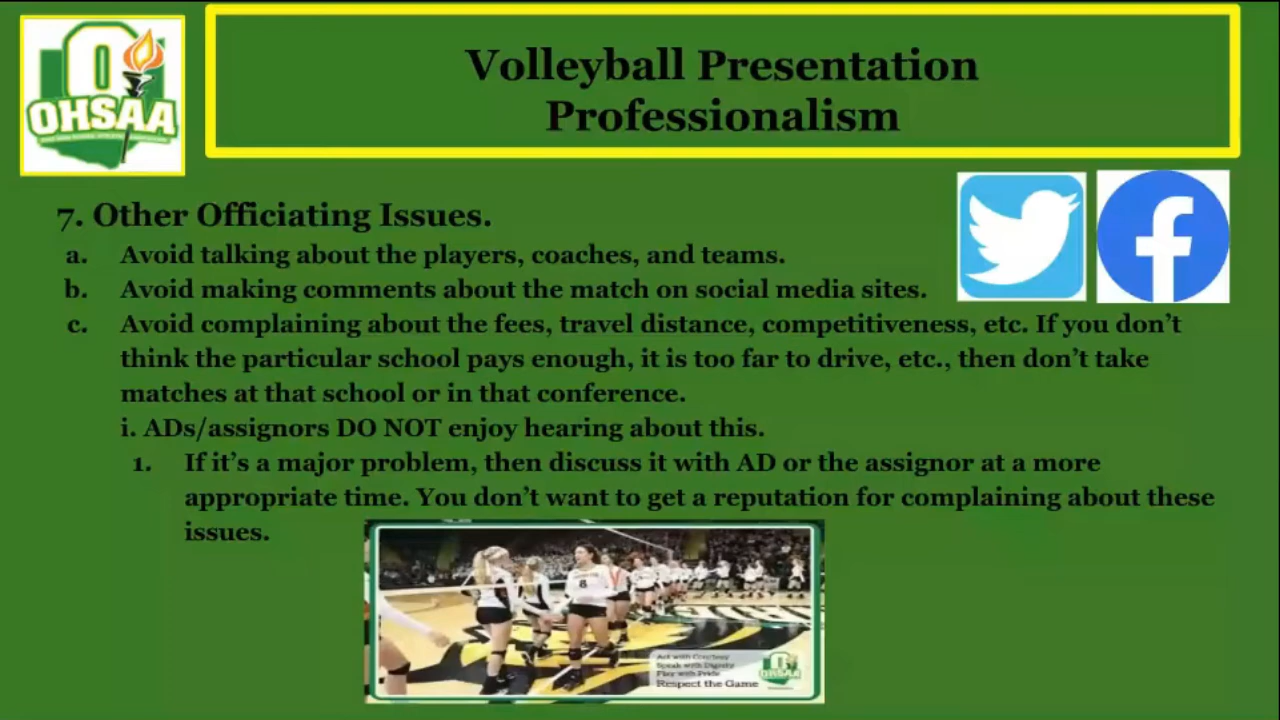 OHSAA
Volleyball Presentation
Professionalism
7. Other Officiating Issues.
a. Avoid talking about the players, coaches, and teams.
b. Avoid making comments about the match on social media sites.
c. Avoid complaining about the fees, travel distance, competitiveness, etc. If you don't
think the particular school pays enough, it is too far to drive, etc., then don't take
matches at that school or in that conference.
i. ADs/assignors DO NOT enjoy hearing about this.
1. If it's a major problem, then discuss it with AD or the assignor at a more
appropriate time. You don't want to get a reputation for complaining about these
issues.
8
Act with Courtesy
Speak with Dignity
Play with Pride
Respect the Game
OHSAA